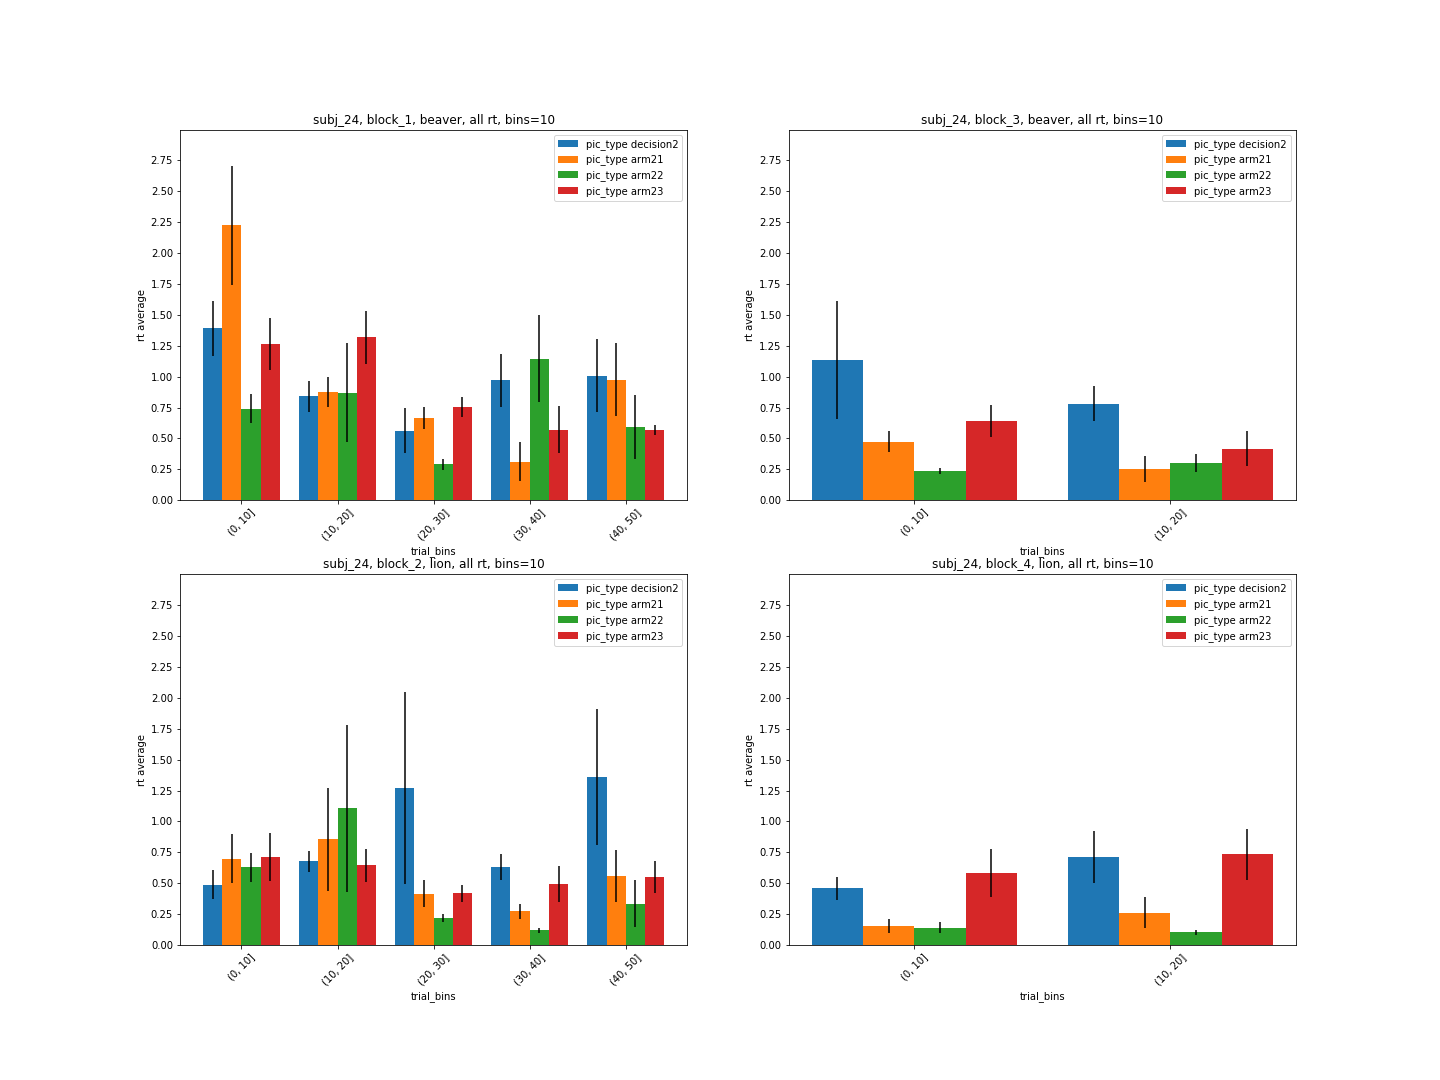 subj_24, block_1, beaver, all rt, bins=10
pic_type decision2
pic_type arm21
pic_type arm22
pic_type arm23
rt average
2.75
2.50
2.25
2.00
1.75
1.50
1.25
1.00
0.75
0.50
0.25
0.00
(0, 10]
(10, 20]
(20, 30]
(30, 40]
(40, 50]
trial_bins
subj_24, block_3, beaver, all rt, bins=10
pic_type decision2
pic_type arm21
pic_type arm22
pic_type arm23
rt average
2.75
2.50
2.25
2.00
1.75
1.50
1.25
1.00
0.75
0.50
0.25
0.00
(0, 10]
(10, 20]
trial_bins
subj_24, block_2, lion, all rt, bins=10
pic_type decision2
pic_type arm21
pic_type arm22
pic_type arm23
rt average
2.75
2.50
2.25
2.00
1.75
1.50
1.25
1.00
0.75
0.50
0.25
0.00
(0, 10]
(10, 20]
(20, 30]
(30, 40]
(40, 50]
trial_bins
subj_24, block_4, lion, all rt, bins=10
pic_type decision2
pic_type arm21
pic_type arm22
pic_type arm23
rt average
2.75
2.50
2.25
2.00
1.75
1.50
1.25
1.00
0.75
0.50
0.25
0.00
(0, 10]
(10, 20]
trial_bins